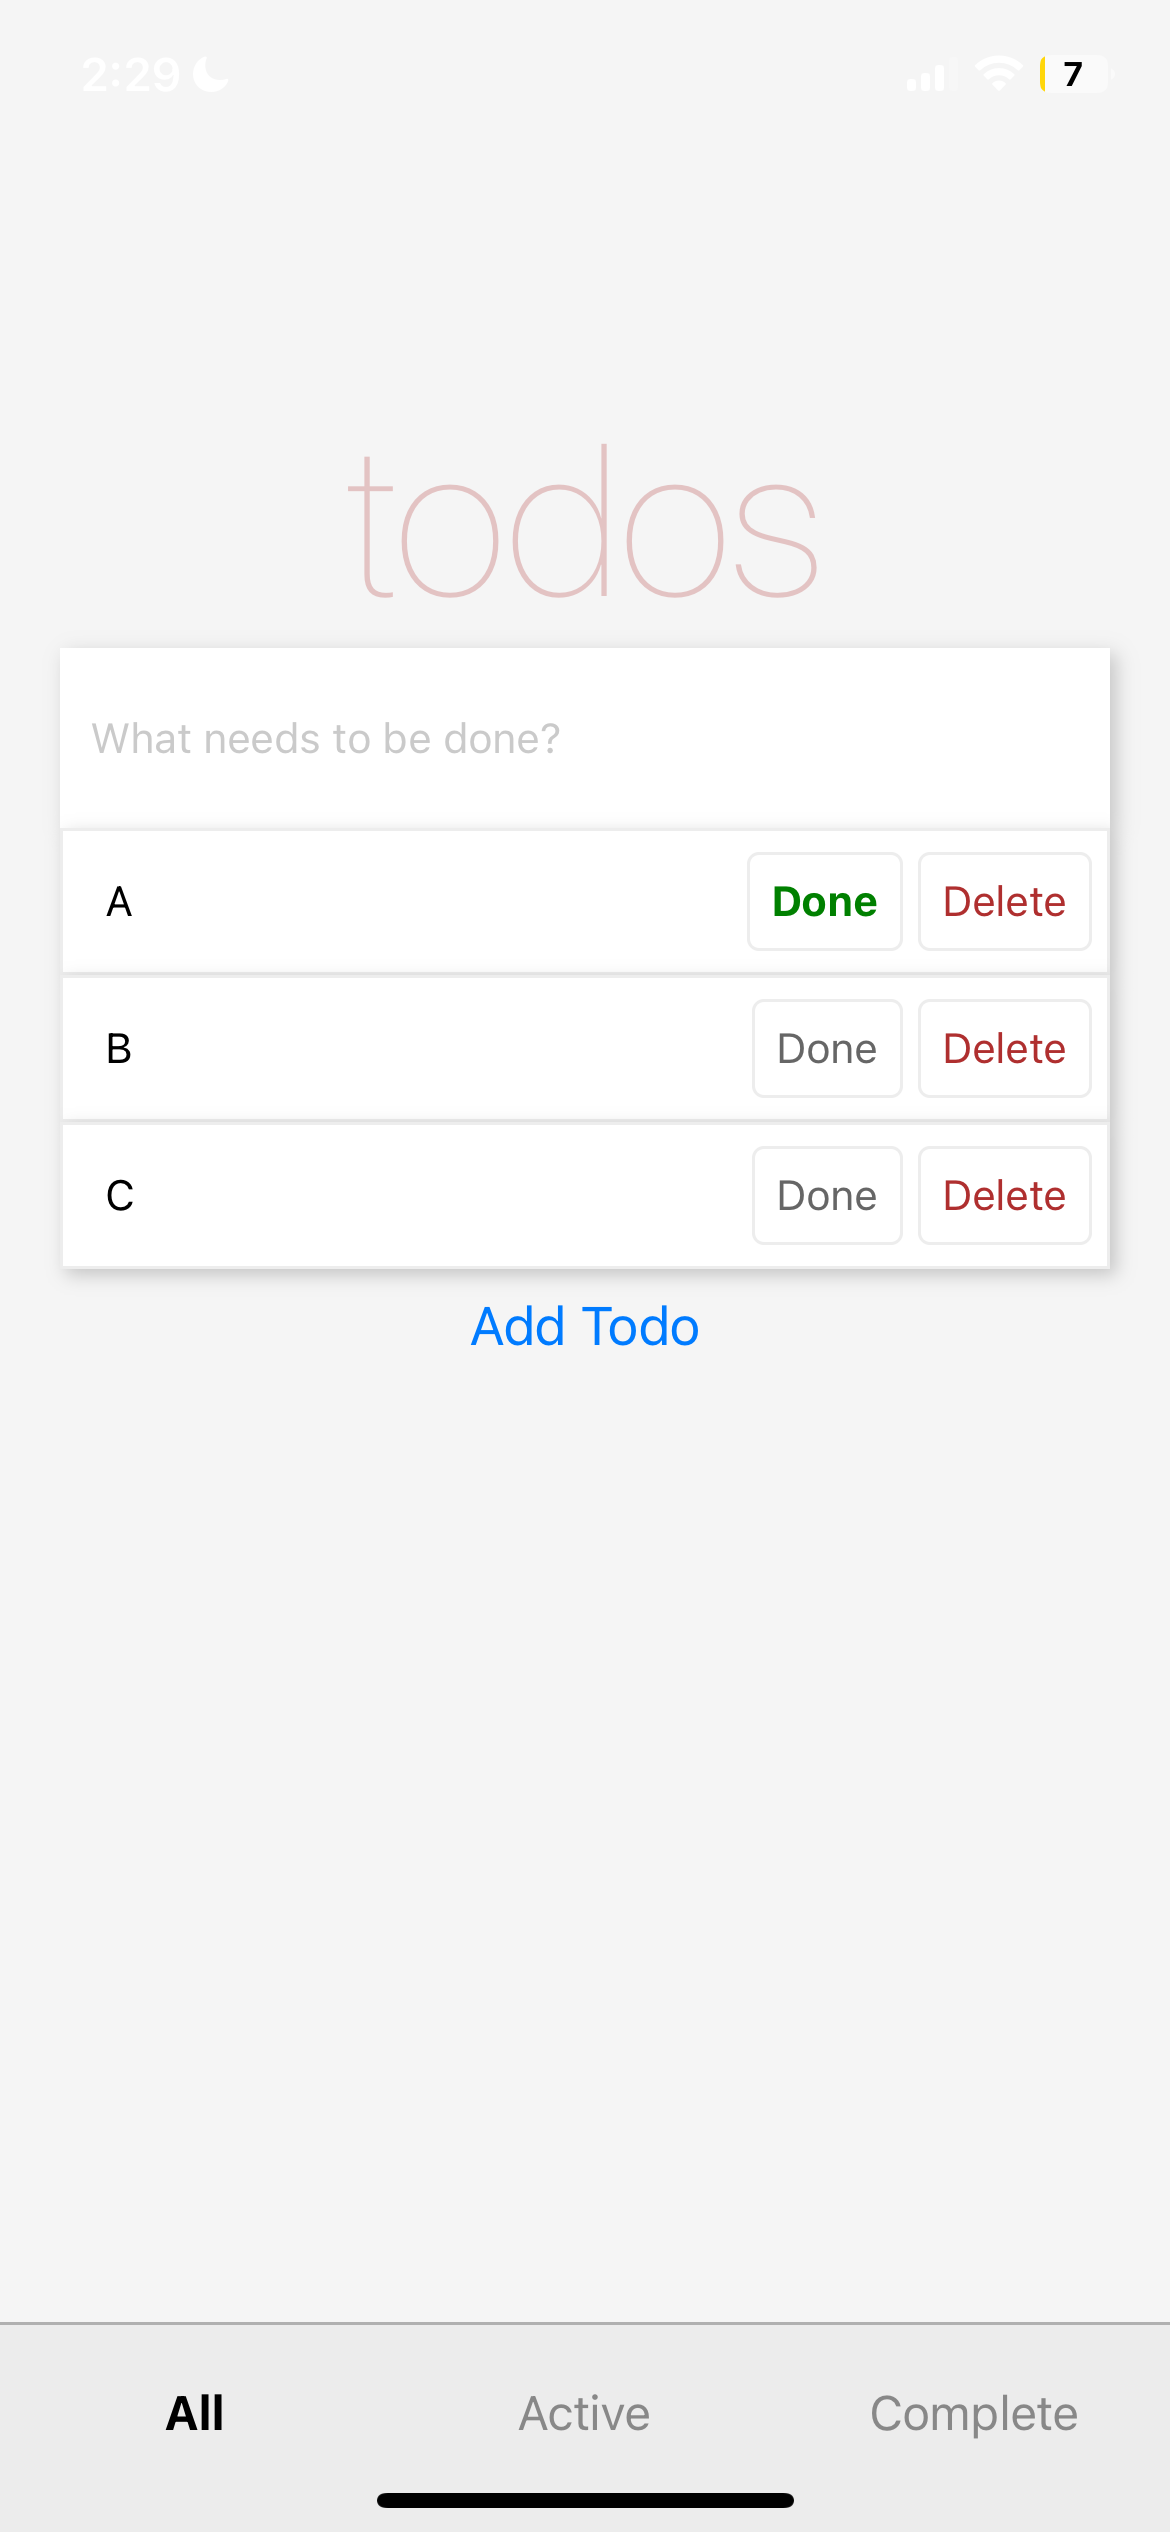 2:29 7
todos
What needs to be done?
A Done Delete
B Done Delete
C Done Delete
Add Todo
All Active Complete